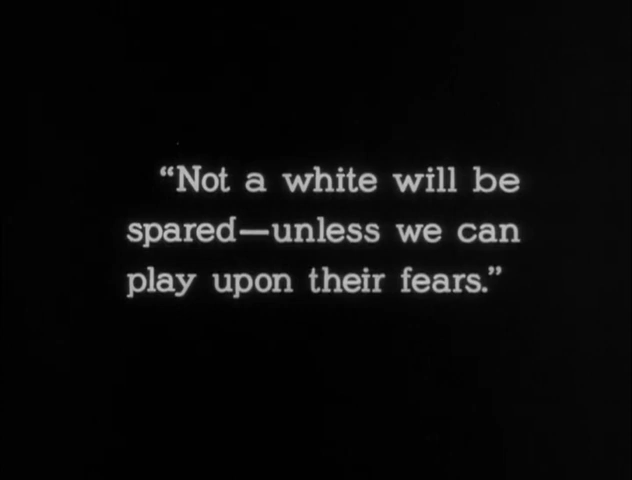 “Not a white will be
spared—unless we can
play upon their fears.”